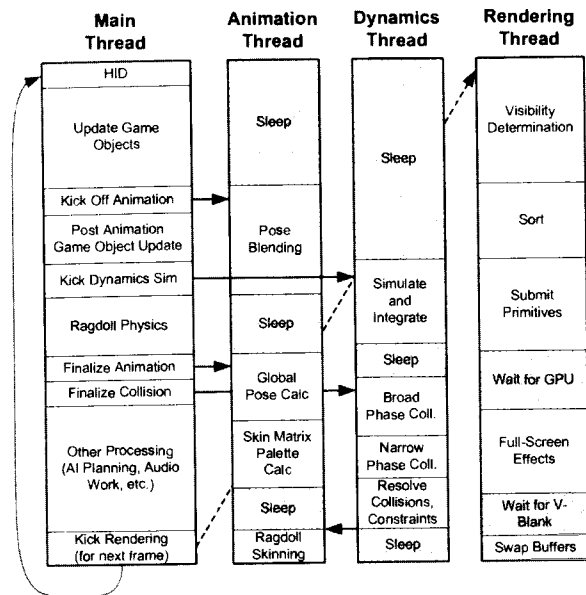 Main
Thread
HID
Update Game
Objects
Kick Off Animation
Post Animation
Game Object Update
Kick Dynamics Sim
Ragdoll Physics
Finalize Animation
Finalize Collision
Other Processing
(AI Planning, Audio
Work, etc.)
Kick Rendering
(for next frame)
Animation
Thread
Sleep
Pose
Blending
Sleep
Global
Pose Calc
Skin Matrix
Palette
Calc
Sleep
Ragdoll
Skinning
Dynamics
Thread
Sleep
Simulate
and
Integrate
Sleep
Broad
Phase Coll.
Narrow
Phase Coll.
Resolve
Collisions,
Constraints
Sleep
Rendering
Thread
Visibility
Determination
Sort
Submit
Primitives
Wait for GPU
Full-Screen
Effects
Wait for V-
Blank
Swap Buffers